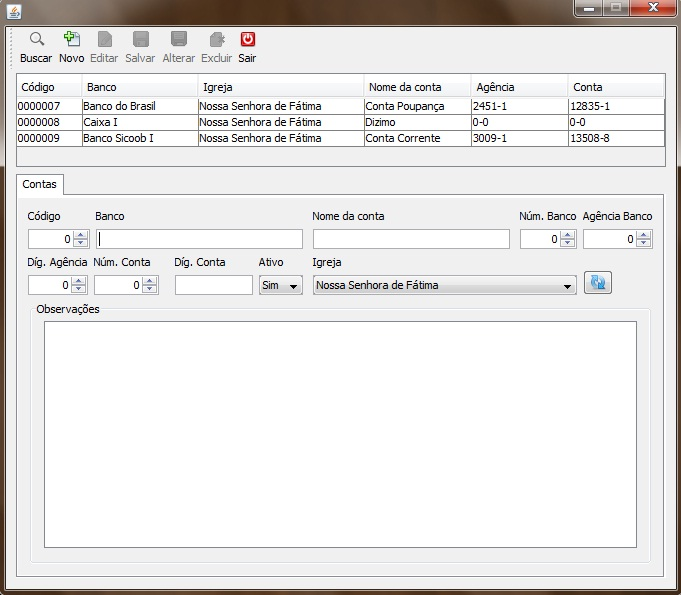 Buscar Novo Editar Salvar Alterar Excluir Sair
Código Banco Igreja Nome da conta Agência Conta
0000007 Banco do Brasil Nossa Senhora de Fátima Conta Poupança 2451-1 12835-1
0000008 Caixa I Nossa Senhora de Fátima Dizimo 0-0 0-0
0000009 Banco Sicoob I Nossa Senhora de Fátima Conta Corrente 3009-1 13508-8
Contas
Código Banco Nome da conta Núm. Banco Agência Banco
0 0 0
Díg. Agência Núm. Conta Díg. Conta Ativo Igreja
0 0 Sim Nossa Senhora de Fátima
Observações